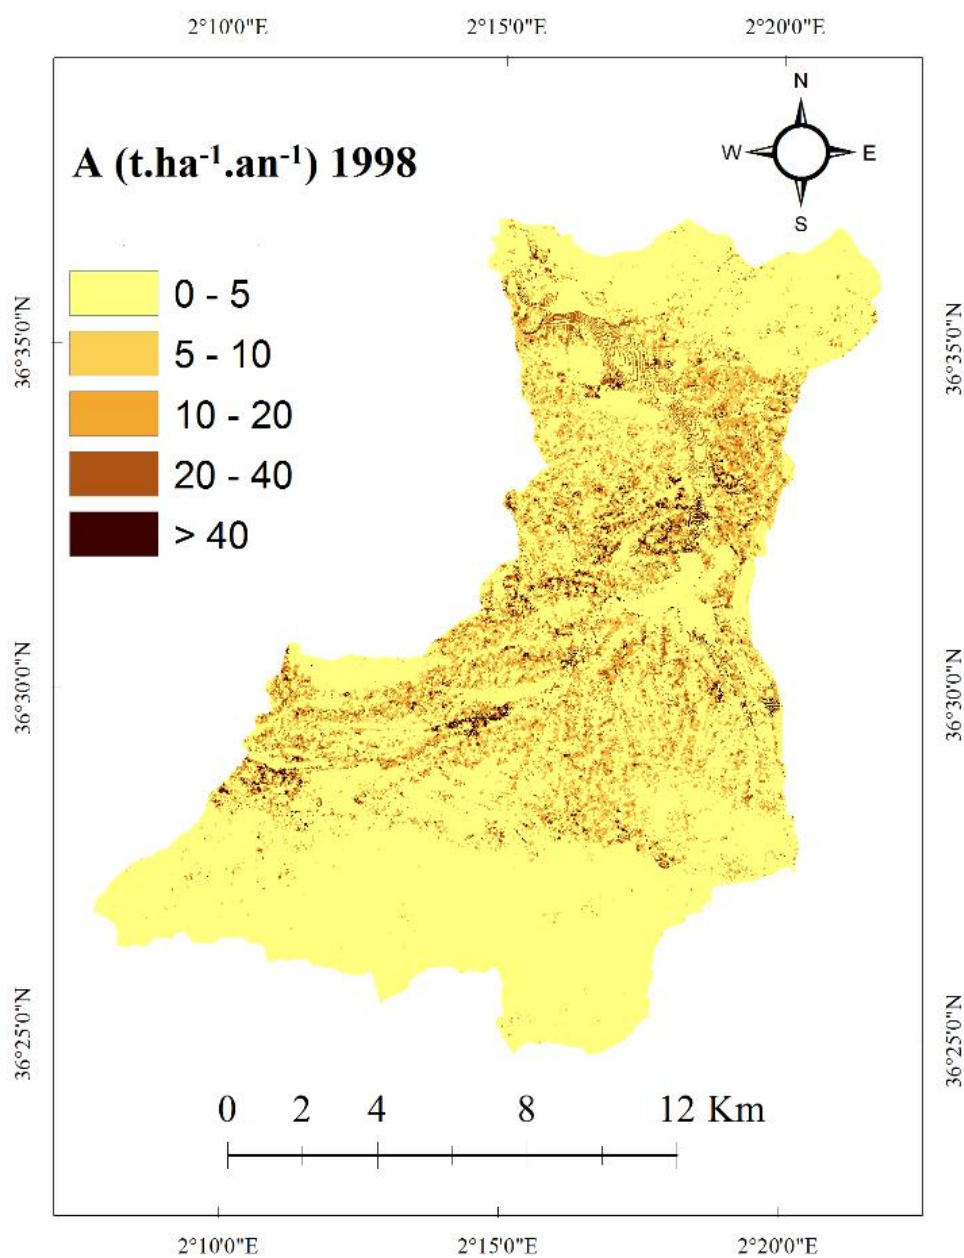 2°10'0"E 2°15'0"E 2°20'0"E
N
W E
S
A (t.ha⁻¹.an⁻¹) 1998
0 - 5
5 - 10
10 - 20
20 - 40
> 40
36°35'0"N 36°35'0"N
36°30'0"N 36°30'0"N
36°25'0"N 36°25'0"N
0 2 4 8 12 Km
2°10'0"E 2°15'0"E 2°20'0"E